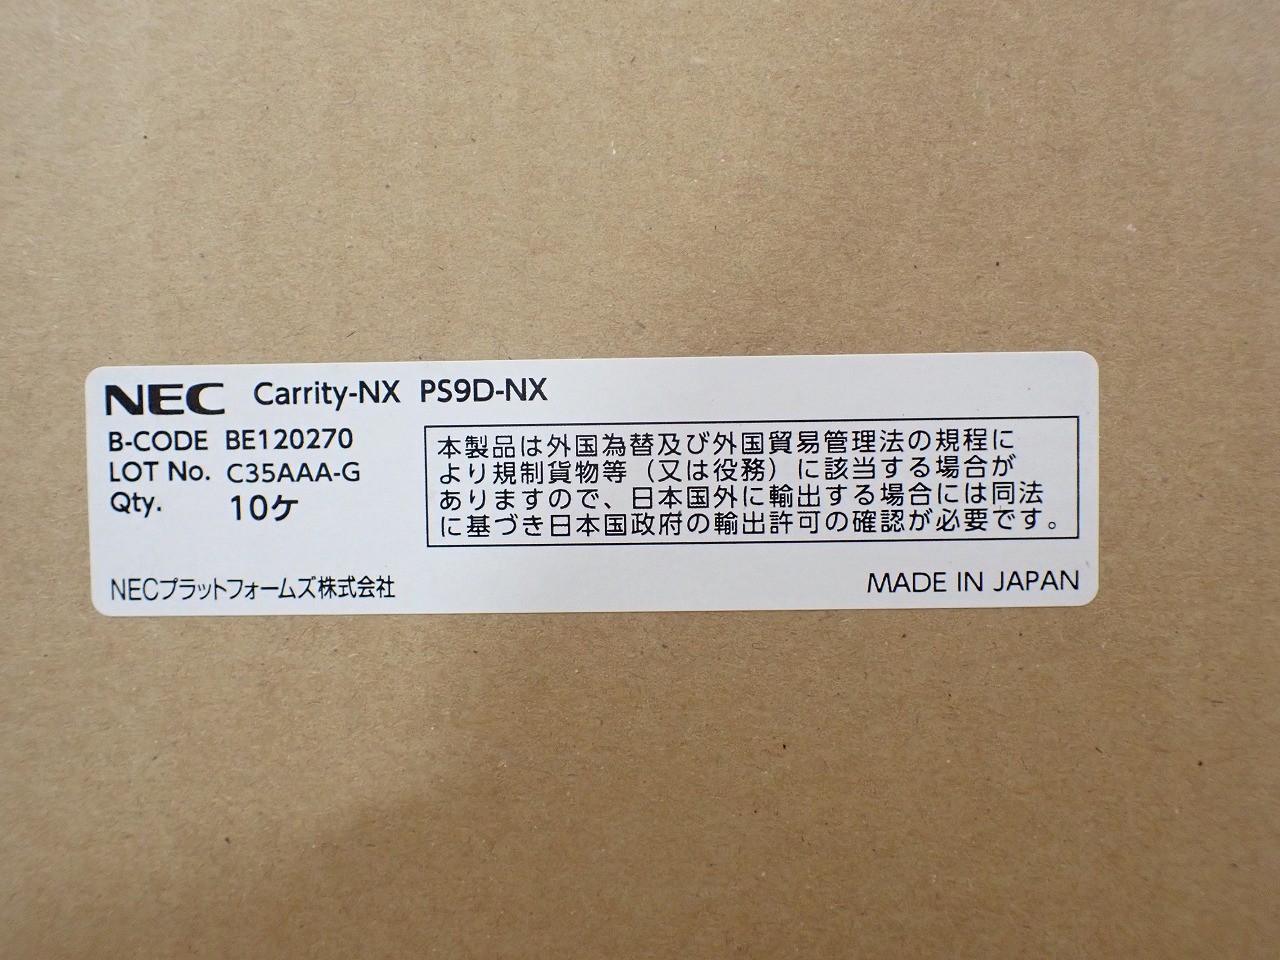 NEC Carrity-NX PS9D-NX
B-CODE BE120270
LOT No. C35AAA-G
Qty. 10ケ
本製品は外国為替及び外国貿易管理法の規程に
より規制貨物等（又は役務）に該当する場合が
ありますので、日本国外に輸出する場合には同法
に基づき日本国政府の輸出許可の確認が必要です。
NECプラットフォームズ株式会社
MADE IN JAPAN